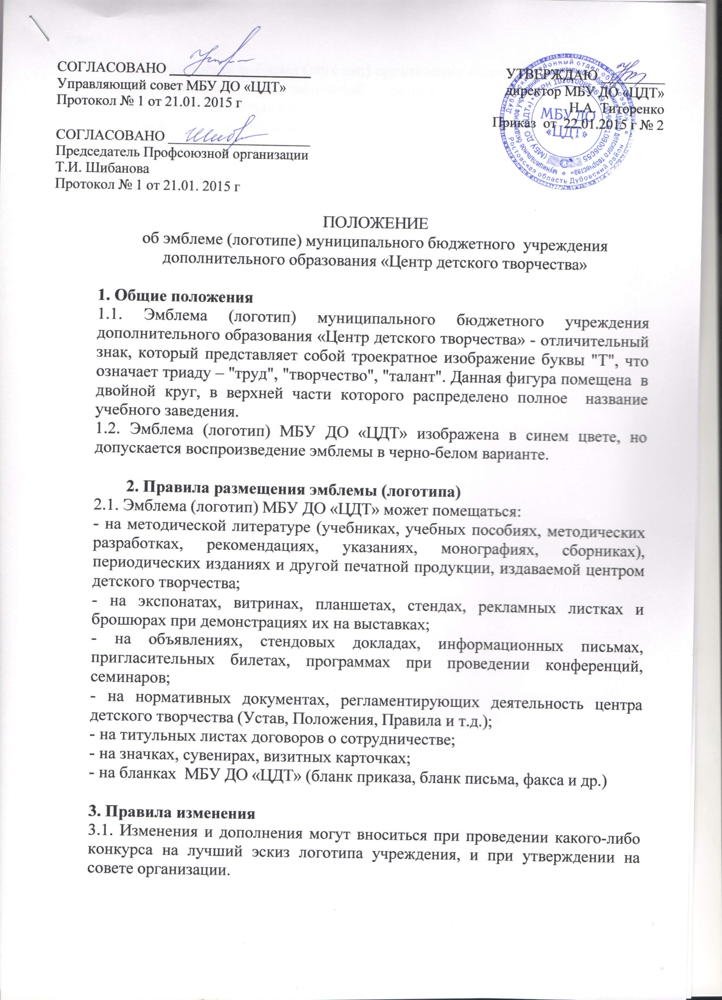 СОГЛАСОВАНО
Управляющий совет МБУ ДО «ЦДТ»
Протокол № 1 от 21.01. 2015 г
СОГЛАСОВАНО
Председатель Профсоюзной организации
Т.И. Шибанова
Протокол № 1 от 21.01. 2015 г
УТВЕРЖДАЮ
директор МБУ ДО «ЦДТ»
Н.А. Титоренко
Приказ от 22.01.2015 г № 2
МБУ ДО
«ЦДТ»
Ростовская область Дубовский район
ПОЛОЖЕНИЕ
об эмблеме (логотипе) муниципального бюджетного учреждения
дополнительного образования «Центр детского творчества»
1. Общие положения
1.1. Эмблема (логотип) муниципального бюджетного учреждения
дополнительного образования «Центр детского творчества» - отличительный
знак, который представляет собой троекратное изображение буквы "Т", что
означает триаду – "труд", "творчество", "талант". Данная фигура помещена в
двойной круг, в верхней части которого распределено полное название
учебного заведения.
1.2. Эмблема (логотип) МБУ ДО «ЦДТ» изображена в синем цвете, но
допускается воспроизведение эмблемы в черно-белом варианте.
2. Правила размещения эмблемы (логотипа)
2.1. Эмблема (логотип) МБУ ДО «ЦДТ» может помещаться:
- на методической литературе (учебниках, учебных пособиях, методических
разработках, рекомендациях, указаниях, монографиях, сборниках),
периодических изданиях и другой печатной продукции, издаваемой центром
детского творчества;
- на экспонатах, витринах, планшетах, стендах, рекламных листках и
брошюрах при демонстрациях их на выставках;
- на объявлениях, стендовых докладах, информационных письмах,
пригласительных билетах, программах при проведении конференций,
семинаров;
- на нормативных документах, регламентирующих деятельность центра
детского творчества (Устав, Положения, Правила и т.д.);
- на титульных листах договоров о сотрудничестве;
- на значках, сувенирах, визитных карточках;
- на бланках МБУ ДО «ЦДТ» (бланк приказа, бланк письма, факса и др.)
3. Правила изменения
3.1. Изменения и дополнения могут вноситься при проведении какого-либо
конкурса на лучший эскиз логотипа учреждения, и при утверждении на
совете организации.